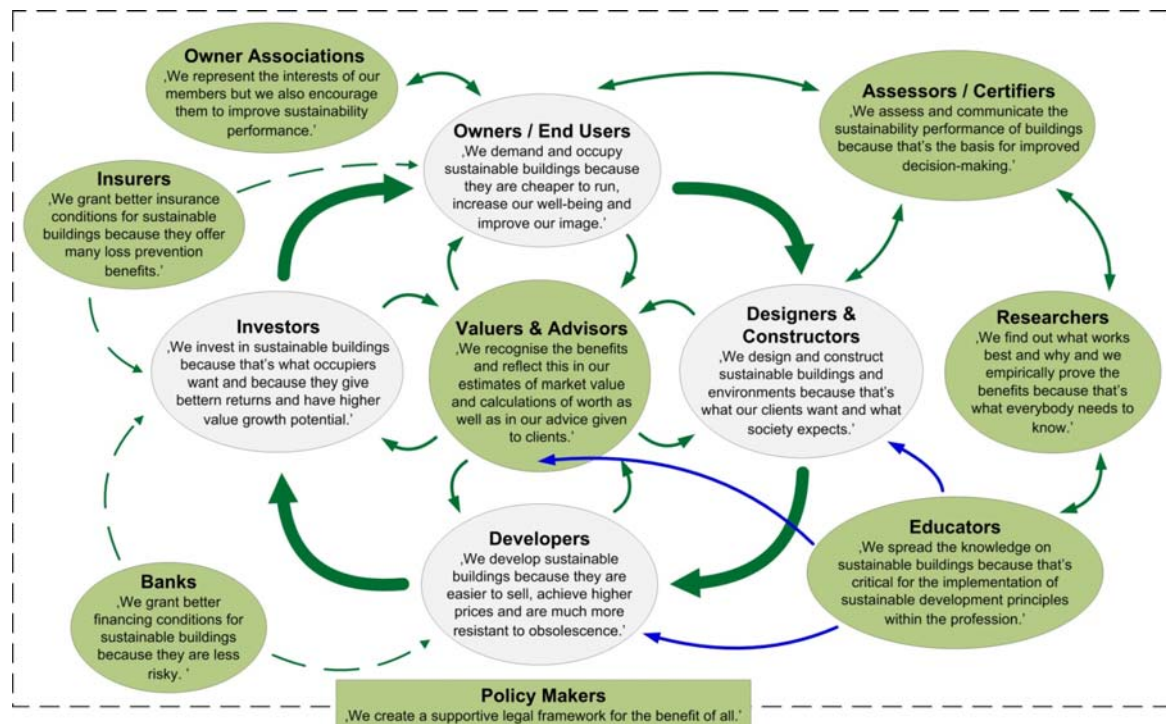 Owner Associations
‚We represent the interests of our
members but we also encourage
them to improve sustainability
performance.’
Assessors / Certifiers
‚We assess and communicate the
sustainability performance of buildings
because that’s the basis for improved
decision-making.’
Owners / End Users
‚We demand and occupy
sustainable buildings because
they are cheaper to run,
increase our well-being and
improve our image.’
Insurers
‚We grant better insurance
conditions for sustainable
buildings because they offer
many loss prevention
benefits.’
Investors
‚We invest in sustainable buildings
because that’s what occupiers
want and because they give
bettern returns and have higher
value growth potential.’
Valuers & Advisors
‚We recognise the benefits
and reflect this in our
estimates of market value
and calculations of worth as
well as in our advice given
to clients.’
Designers &
Constructors
‚We design and construct
sustainable buildings and
environments because that’s
what our clients want and what
society expects.’
Researchers
‚We find out what works
best and why and we
empirically prove the
benefits because that’s
what everybody needs to
know.’
Developers
‚We develop sustainable
buildings because they are
easier to sell, achieve higher
prices and are much more
resistant to obsolescence.’
Educators
‚We spread the knowledge on
sustainable buildings because that’s
critical for the implementation of
sustainable development principles
within the profession.’
Banks
‚We grant better
financing conditions for
sustainable buildings
because they are less
risky. ’
Policy Makers
‚We create a supportive legal framework for the benefit of all.’